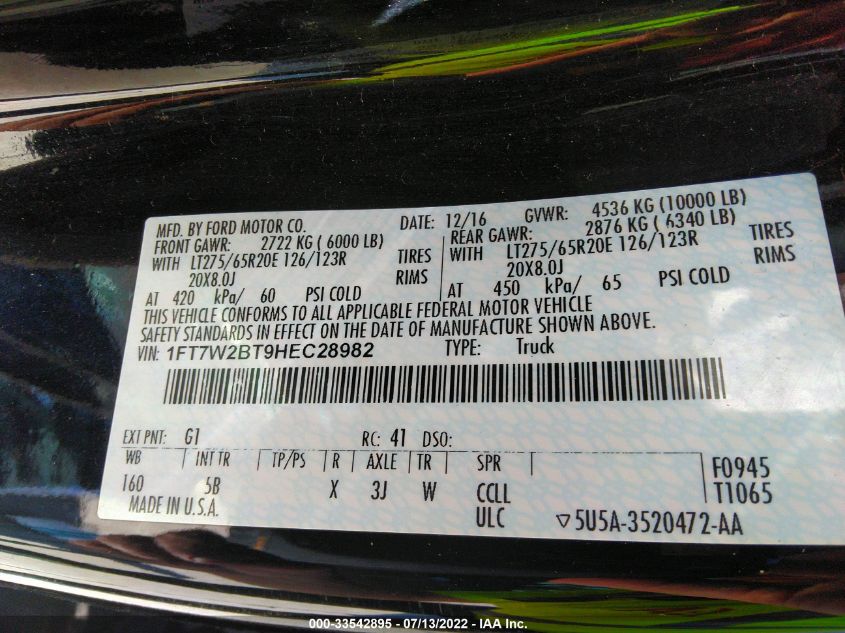 MFD. BY FORD MOTOR CO. DATE: 12/16 GVWR: 4536 KG (10000 LB)
FRONT GAWR: 2722 KG ( 6000 LB) REAR GAWR: 2876 KG ( 6340 LB)
WITH LT275/65R20E 126/123R TIRES WITH LT275/65R20E 126/123R TIRES
20X8.0J RIMS 20X8.0J RIMS
AT 420 kPa/ 60 PSI COLD AT 450 kPa/ 65 PSI COLD
THIS VEHICLE CONFORMS TO ALL APPLICABLE FEDERAL MOTOR VEHICLE
SAFETY STANDARDS IN EFFECT ON THE DATE OF MANUFACTURE SHOWN ABOVE.
VIN: 1FT7W2BT9HEC28982 TYPE: Truck
EXT PNT: G1 RC: 41 DSO:
WB INT TR TP/PS R AXLE TR SPR F0945
160 5B X 3J W CCLL T1065
MADE IN U.S.A. ULC ▽5U5A-3520472-AA
000-33542895 - 07/13/2022 - IAA Inc.